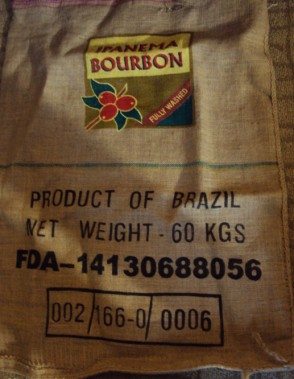 IPANEMA
BOURBON
FULLY WASHED
PRODUCT OF BRAZIL
NET WEIGHT - 60 KGS
FDA-14130688056
002/166-0/0006